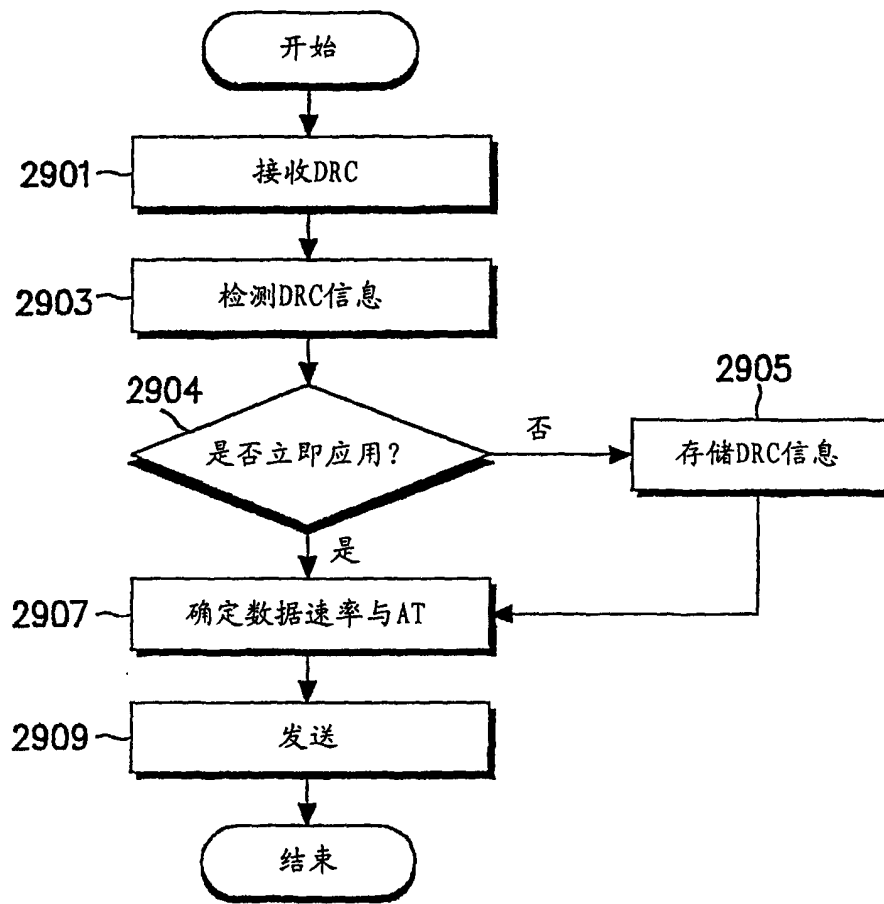 开始
2901
接收DRC
2903
检测DRC信息
2904
是否立即应用?
否
2905
存储DRC信息
是
2907
确定数据速率与AT
2909
发送
结束